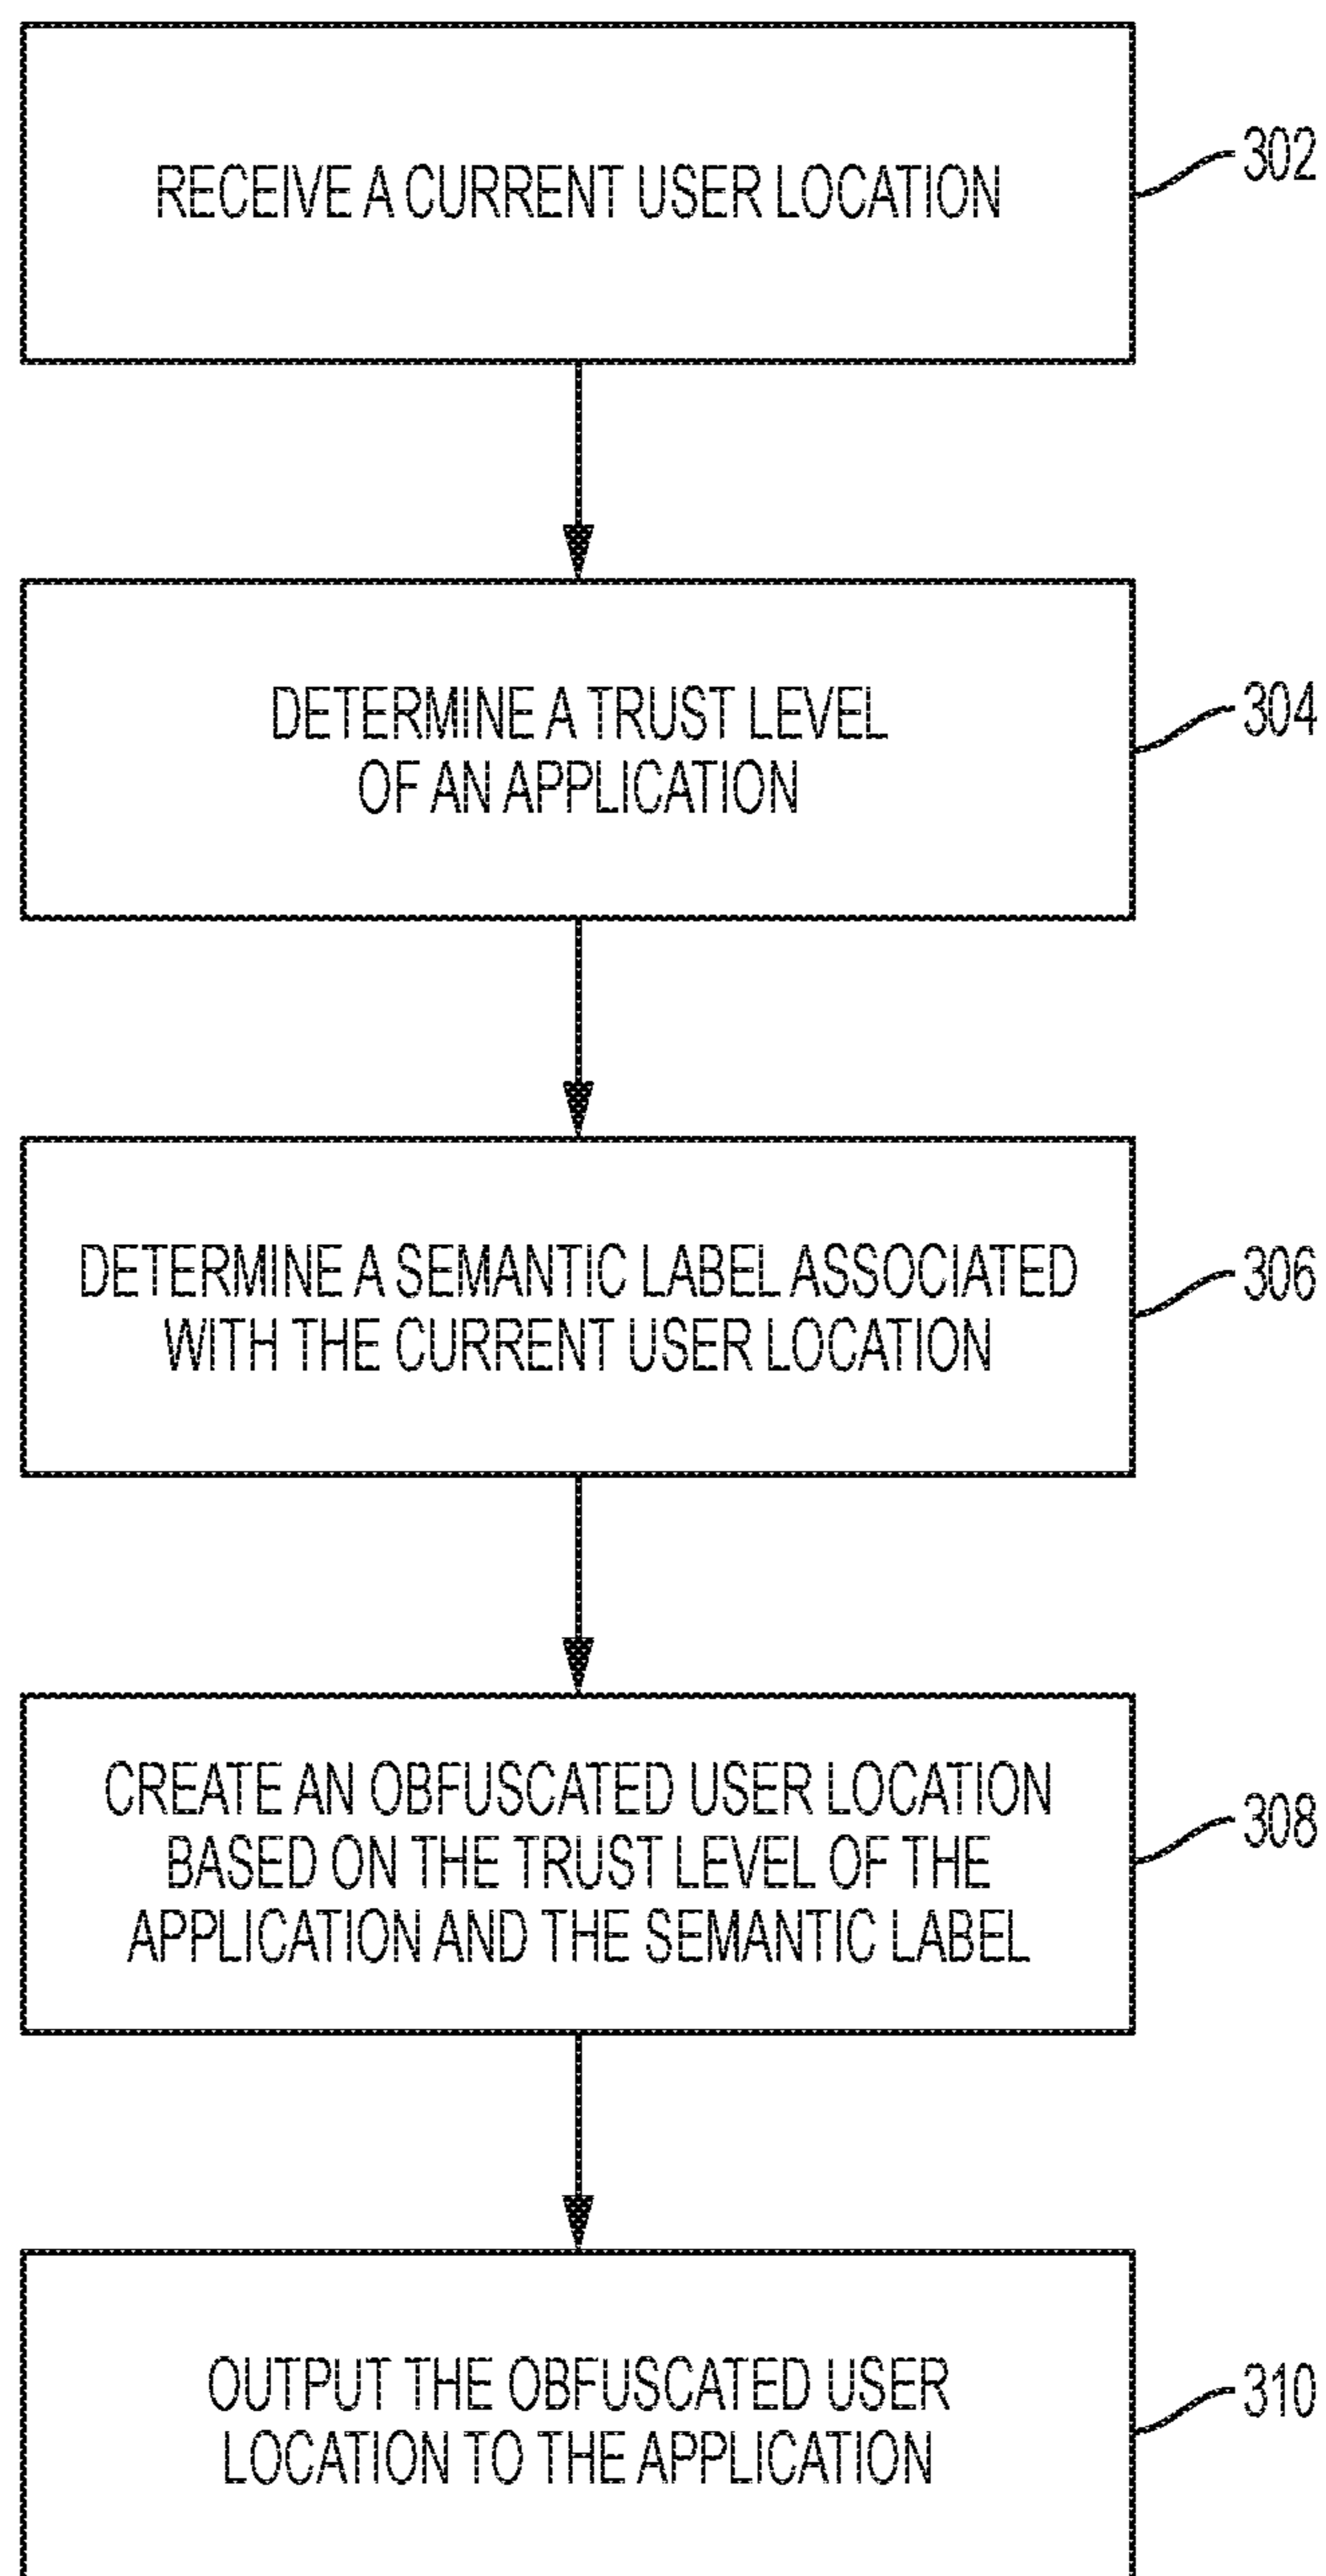 RECEIVE A CURRENT USER LOCATION
302
DETERMINE A TRUST LEVEL
OF AN APPLICATION
304
DETERMINE A SEMANTIC LABEL ASSOCIATED
WITH THE CURRENT USER LOCATION
306
CREATE AN OBFUSCATED USER LOCATION
BASED ON THE TRUST LEVEL OF THE
APPLICATION AND THE SEMANTIC LABEL
308
OUTPUT THE OBFUSCATED USER
LOCATION TO THE APPLICATION
310